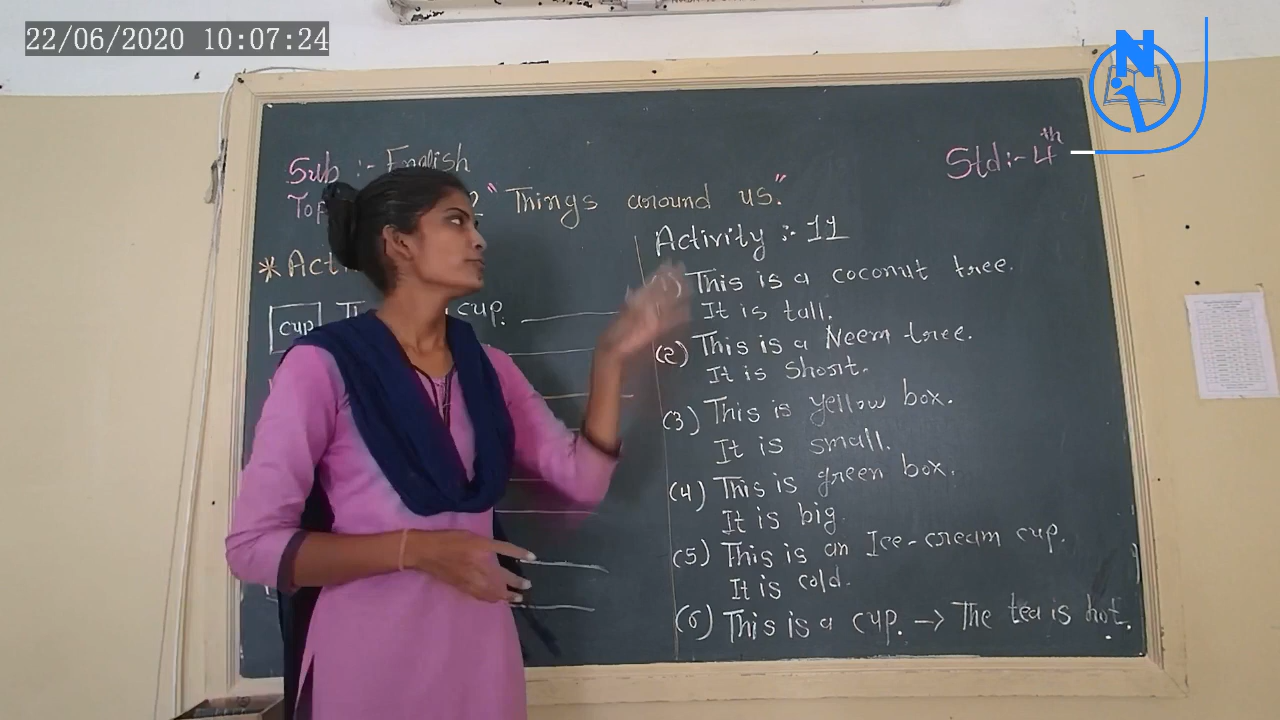 22/06/2020 10:07:24
N
Sub :- English
Std:- 4th
2 "Things around us."
* Acti
cup
cup.
Activity :- 11
(1) This is a coconut tree.
It is tall.
(2) This is a Neem tree.
It is short.
(3) This is yellow box.
It is small.
(4) This is green box.
It is big.
(5) This is an Ice-cream cup.
It is cold.
(6) This is a cup. → The tea is hot.